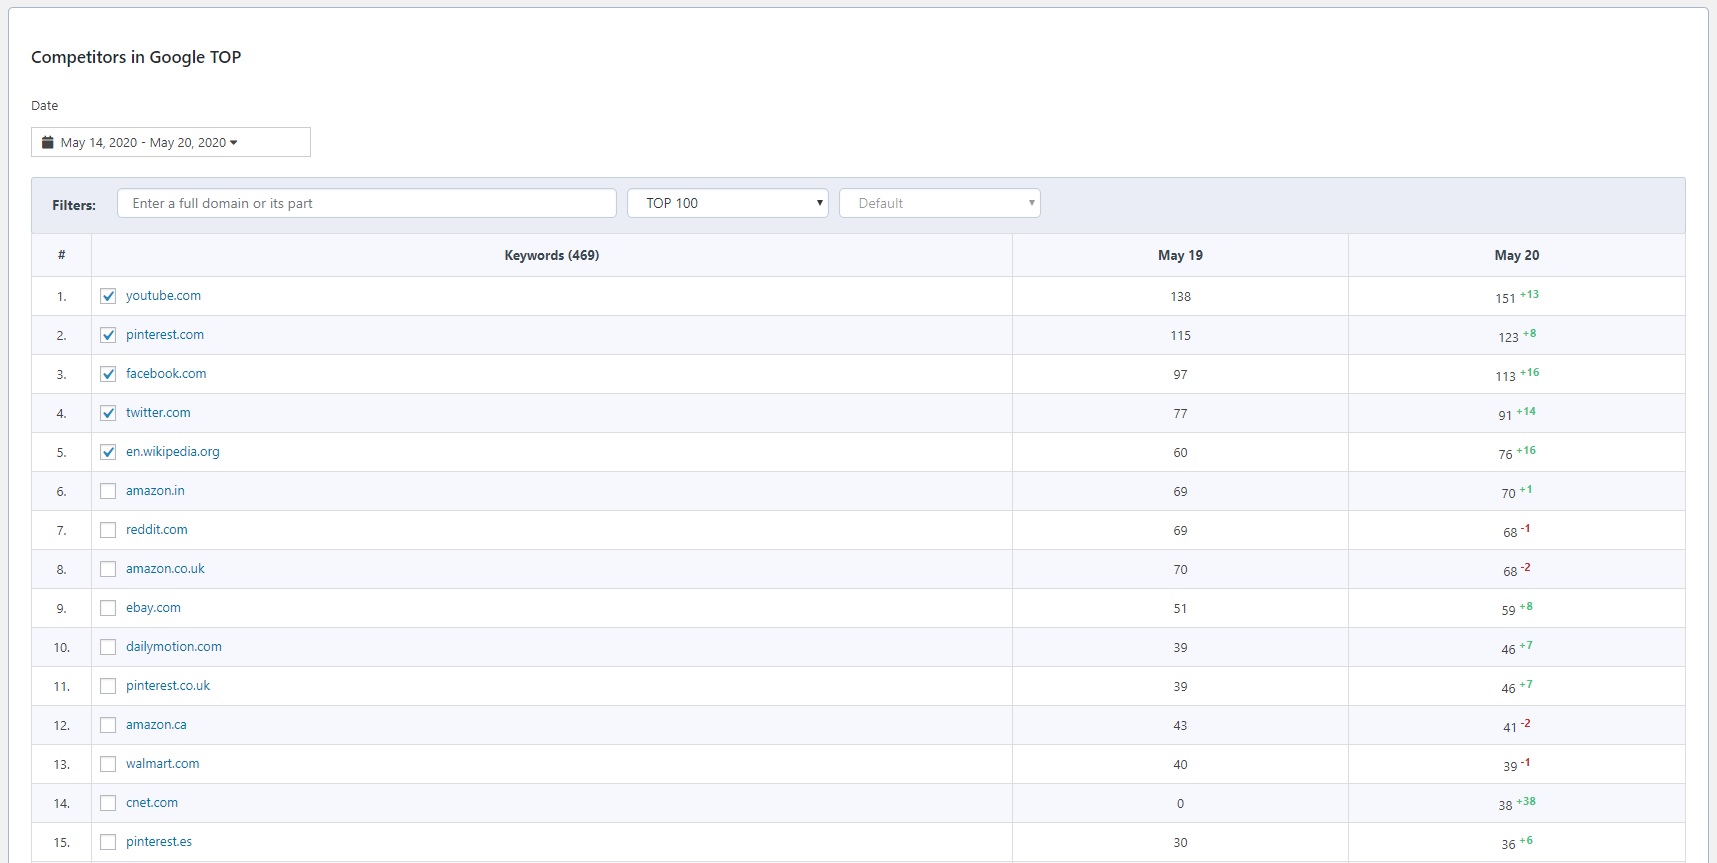 Competitors in Google TOP
Date
May 14, 2020 - May 20, 2020
Filters: Enter a full domain or its part TOP 100 Default
# Keywords (469) May 19 May 20
1. youtube.com 138 151 +13
2. pinterest.com 115 123 +8
3. facebook.com 97 113 +16
4. twitter.com 77 91 +14
5. en.wikipedia.org 60 76 +16
6. amazon.in 69 70 +1
7. reddit.com 69 68 -1
8. amazon.co.uk 70 68 -2
9. ebay.com 51 59 +8
10. dailymotion.com 39 46 +7
11. pinterest.co.uk 39 46 +7
12. amazon.ca 43 41 -2
13. walmart.com 40 39 -1
14. cnet.com 0 38 +38
15. pinterest.es 30 36 +6